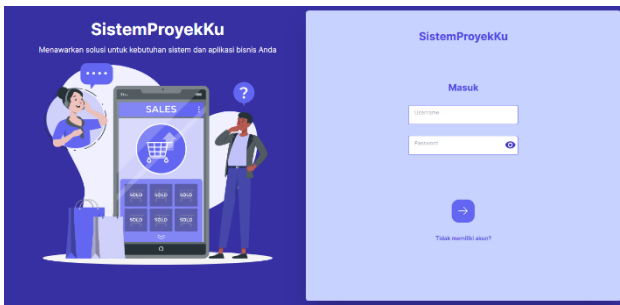 SistemProyekKu
Menawarkan solusi untuk kebutuhan sistem dan aplikasi bisnis Anda
SALES
?
SOLD SOLD SOLD
SOLD SOLD SOLD
SistemProyekKu
Masuk
Username
Password
Tidak memiliki akun?